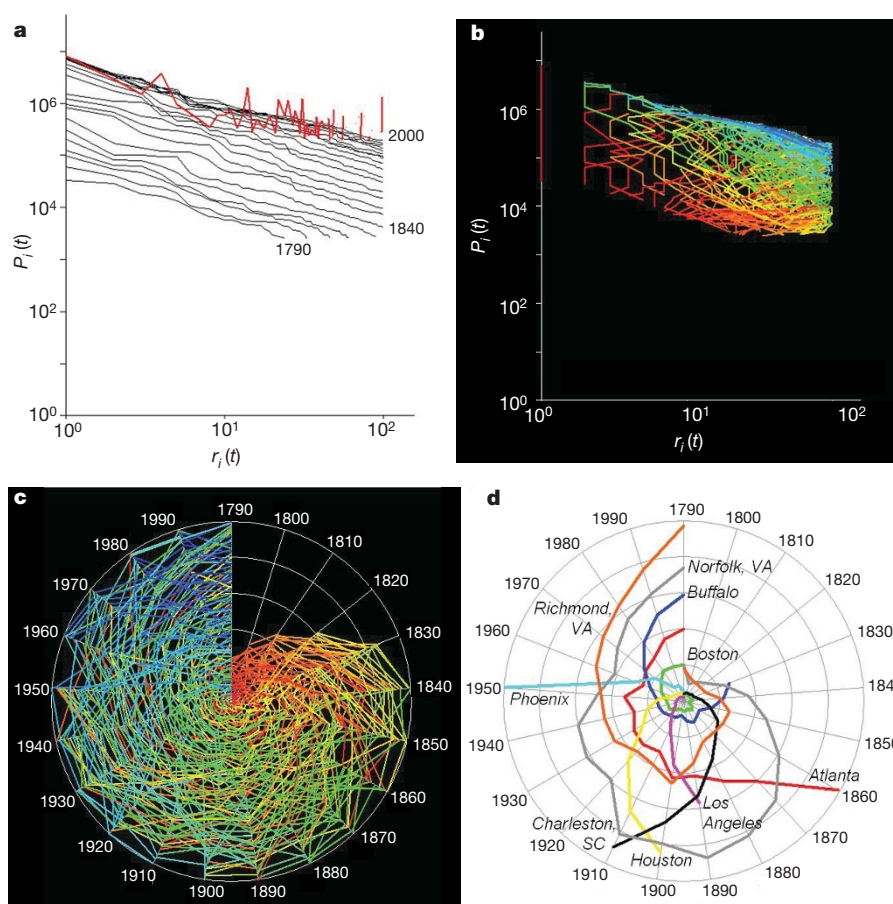 a
10^6
10^4
10^2
10^0
P_i(t)
2000
1840
1790
10^0
10^1
10^2
r_i(t)
b
10^6
10^4
10^2
10^0
P_i(t)
10^0
10^1
10^2
r_i(t)
c
1790
1800
1810
1820
1830
1840
1850
1860
1870
1880
1890
1900
1910
1920
1930
1940
1950
1960
1970
1980
1990
d
1790
1800
1810
1820
1830
184
1850
1860
1870
1880
1890
1900
1910
1920
1930
1940
1950
1960
1970
1980
1990
Norfolk, VA
Buffalo
Richmond,
VA
Boston
Phoenix
Atlanta
Los
Angeles
Charleston,
SC
Houston